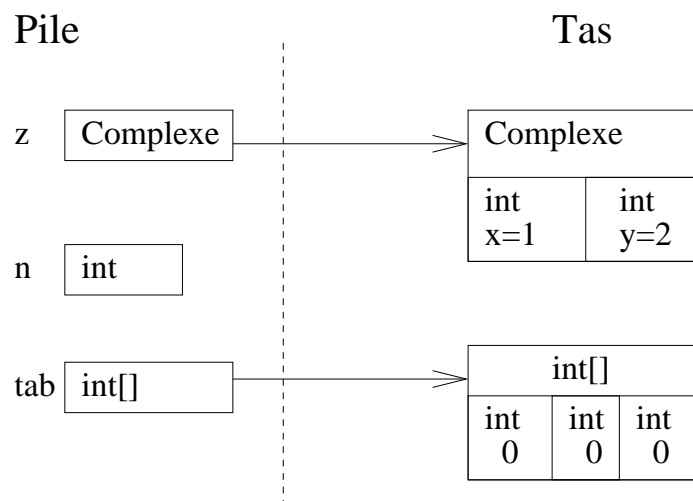 Pile
Tas
z
Complexe
Complexe
int
int
x=1
y=2
n
int
tab
int[]
int[]
int
int
int
0
0
0